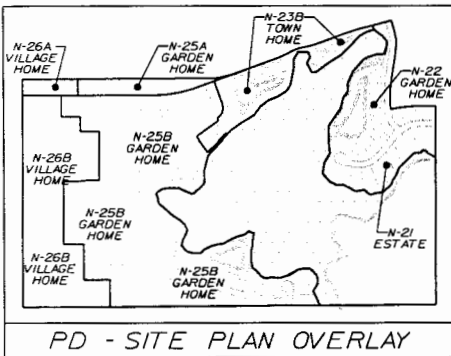 N-26A
VILLAGE
HOME
N-25A
GARDEN
HOME
N-23B
TOWN
HOME
N-22
GARDEN
HOME
N-25B
GARDEN
HOME
N-26B
VILLAGE
HOME
N-25B
GARDEN
HOME
N-21
ESTATE
N-26B
VILLAGE
HOME
N-25B
GARDEN
HOME
PD - SITE PLAN OVERLAY